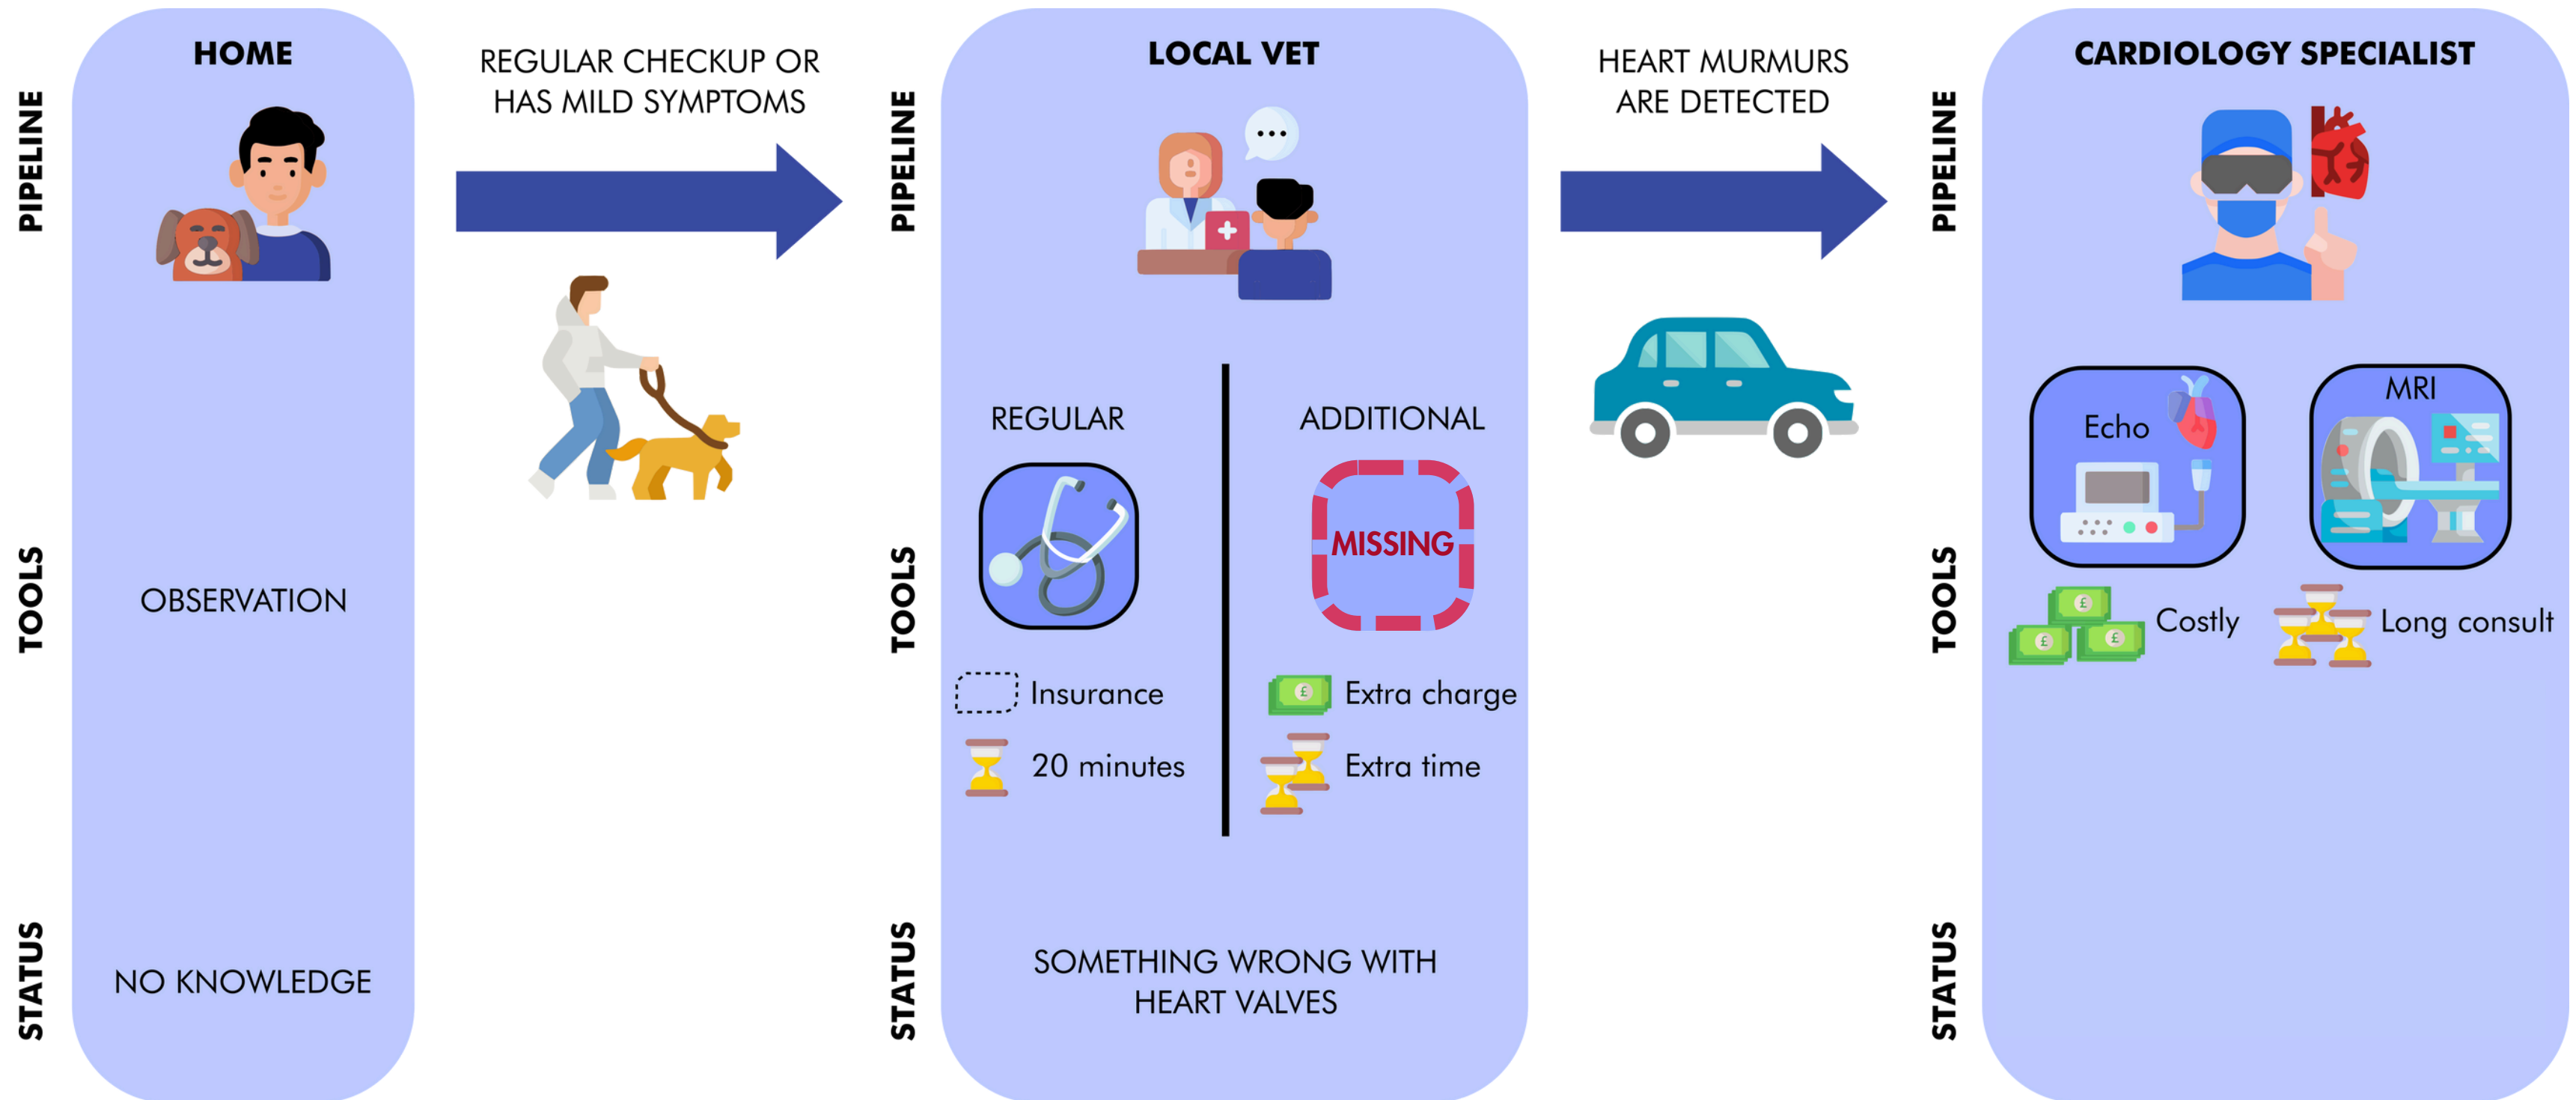 HOME
PIPELINE
TOOLS
OBSERVATION
STATUS
NO KNOWLEDGE
REGULAR CHECKUP OR
HAS MILD SYMPTOMS
LOCAL VET
PIPELINE
TOOLS
REGULAR
Insurance
20 minutes
ADDITIONAL
MISSING
Extra charge
Extra time
STATUS
SOMETHING WRONG WITH
HEART VALVES
HEART MURMURS
ARE DETECTED
CARDIOLOGY SPECIALIST
PIPELINE
TOOLS
Echo
MRI
£
£
£
£
Costly
Long consult
STATUS